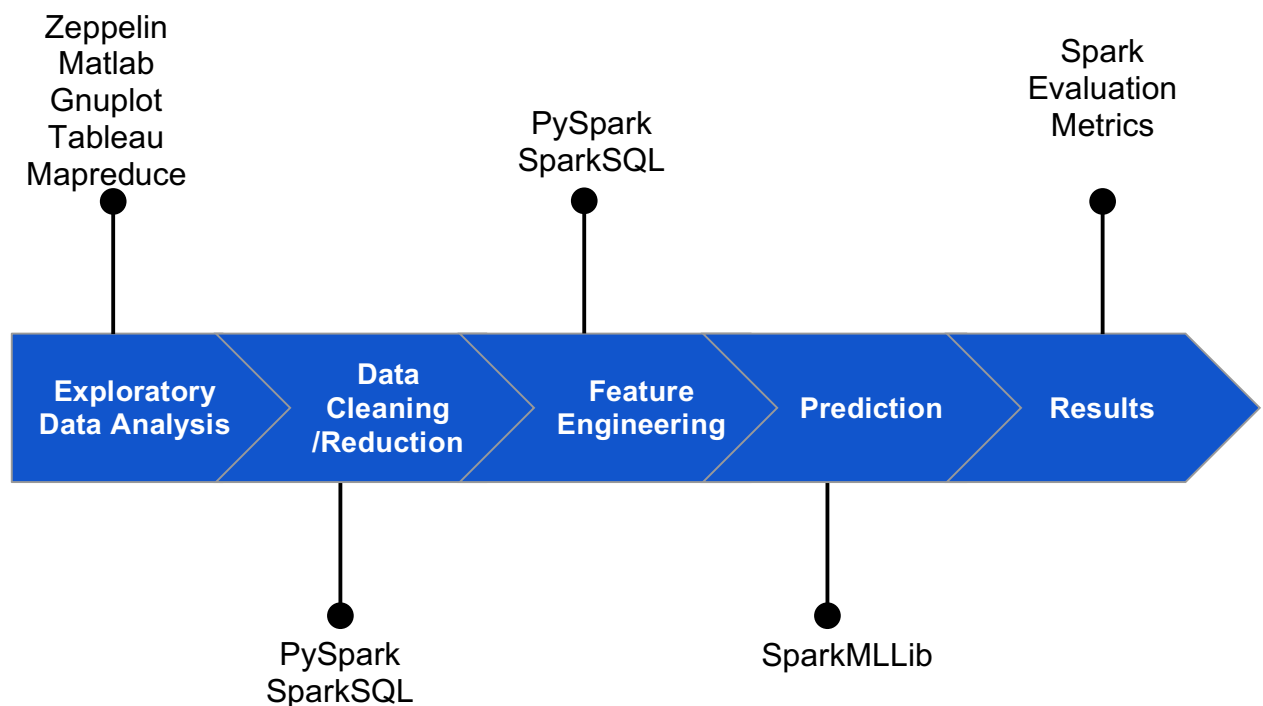 Zeppelin
Matlab
Gnuplot
Tableau
Mapreduce
PySpark
SparkSQL
Spark
Evaluation
Metrics
Exploratory
Data Analysis
Data
Cleaning
/Reduction
Feature
Engineering
Prediction
Results
PySpark
SparkSQL
SparkMLLib